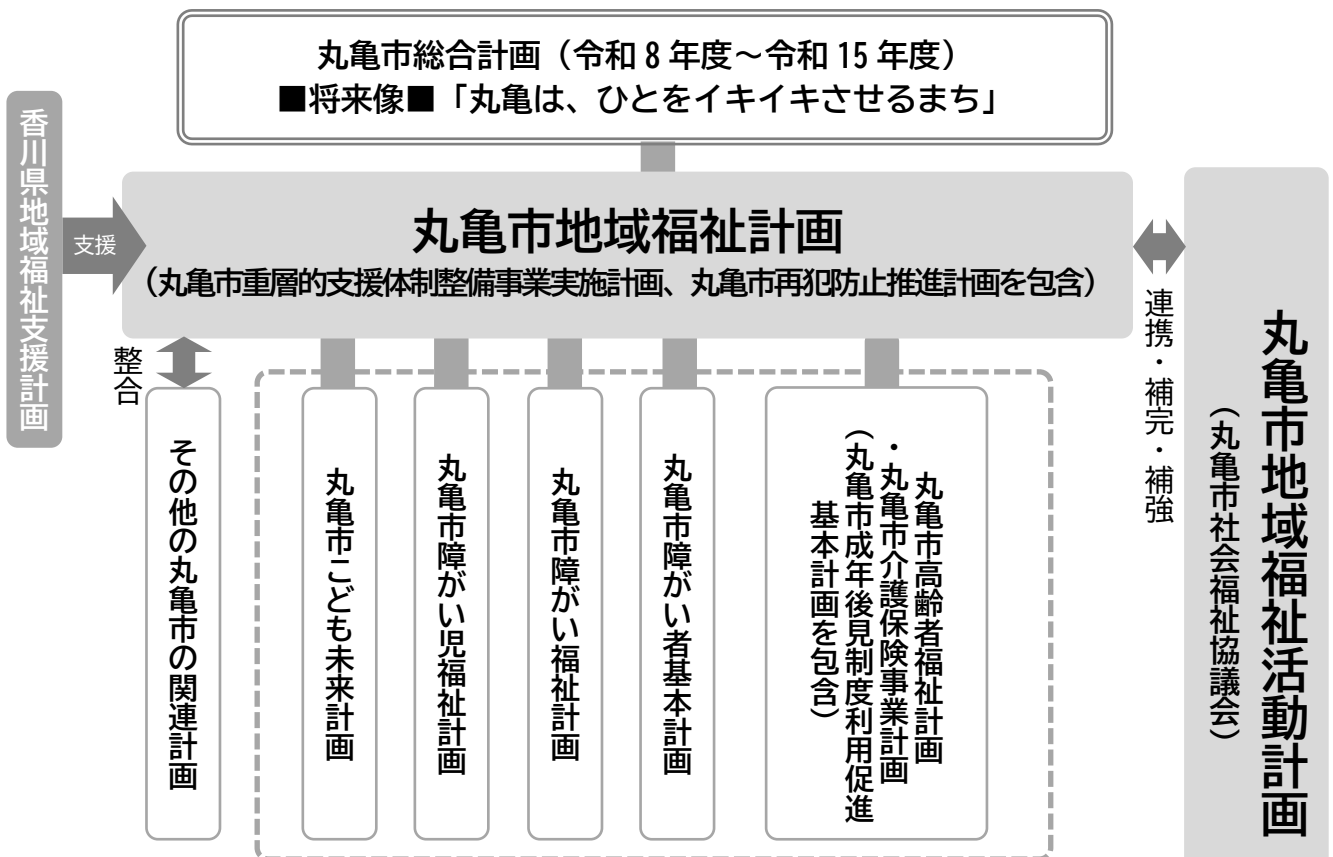 丸亀市総合計画（令和８年度～令和15年度）
■将来像■「丸亀は、ひとをイキイキさせるまち」
香川県地域福祉支援計画
支援
丸亀市地域福祉計画
（丸亀市重層的支援体制整備事業実施計画、丸亀市再犯防止推進計画を包含）
連携・補完・補強
丸亀市地域福祉活動計画
（丸亀市社会福祉協議会）
整合
その他の丸亀市の関連計画
丸亀市こども未来計画
丸亀市障がい児福祉計画
丸亀市障がい福祉計画
丸亀市障がい者基本計画
丸亀市高齢者福祉計画
・丸亀市介護保険事業計画
（丸亀市成年後見制度利用促進
基本計画を包含）